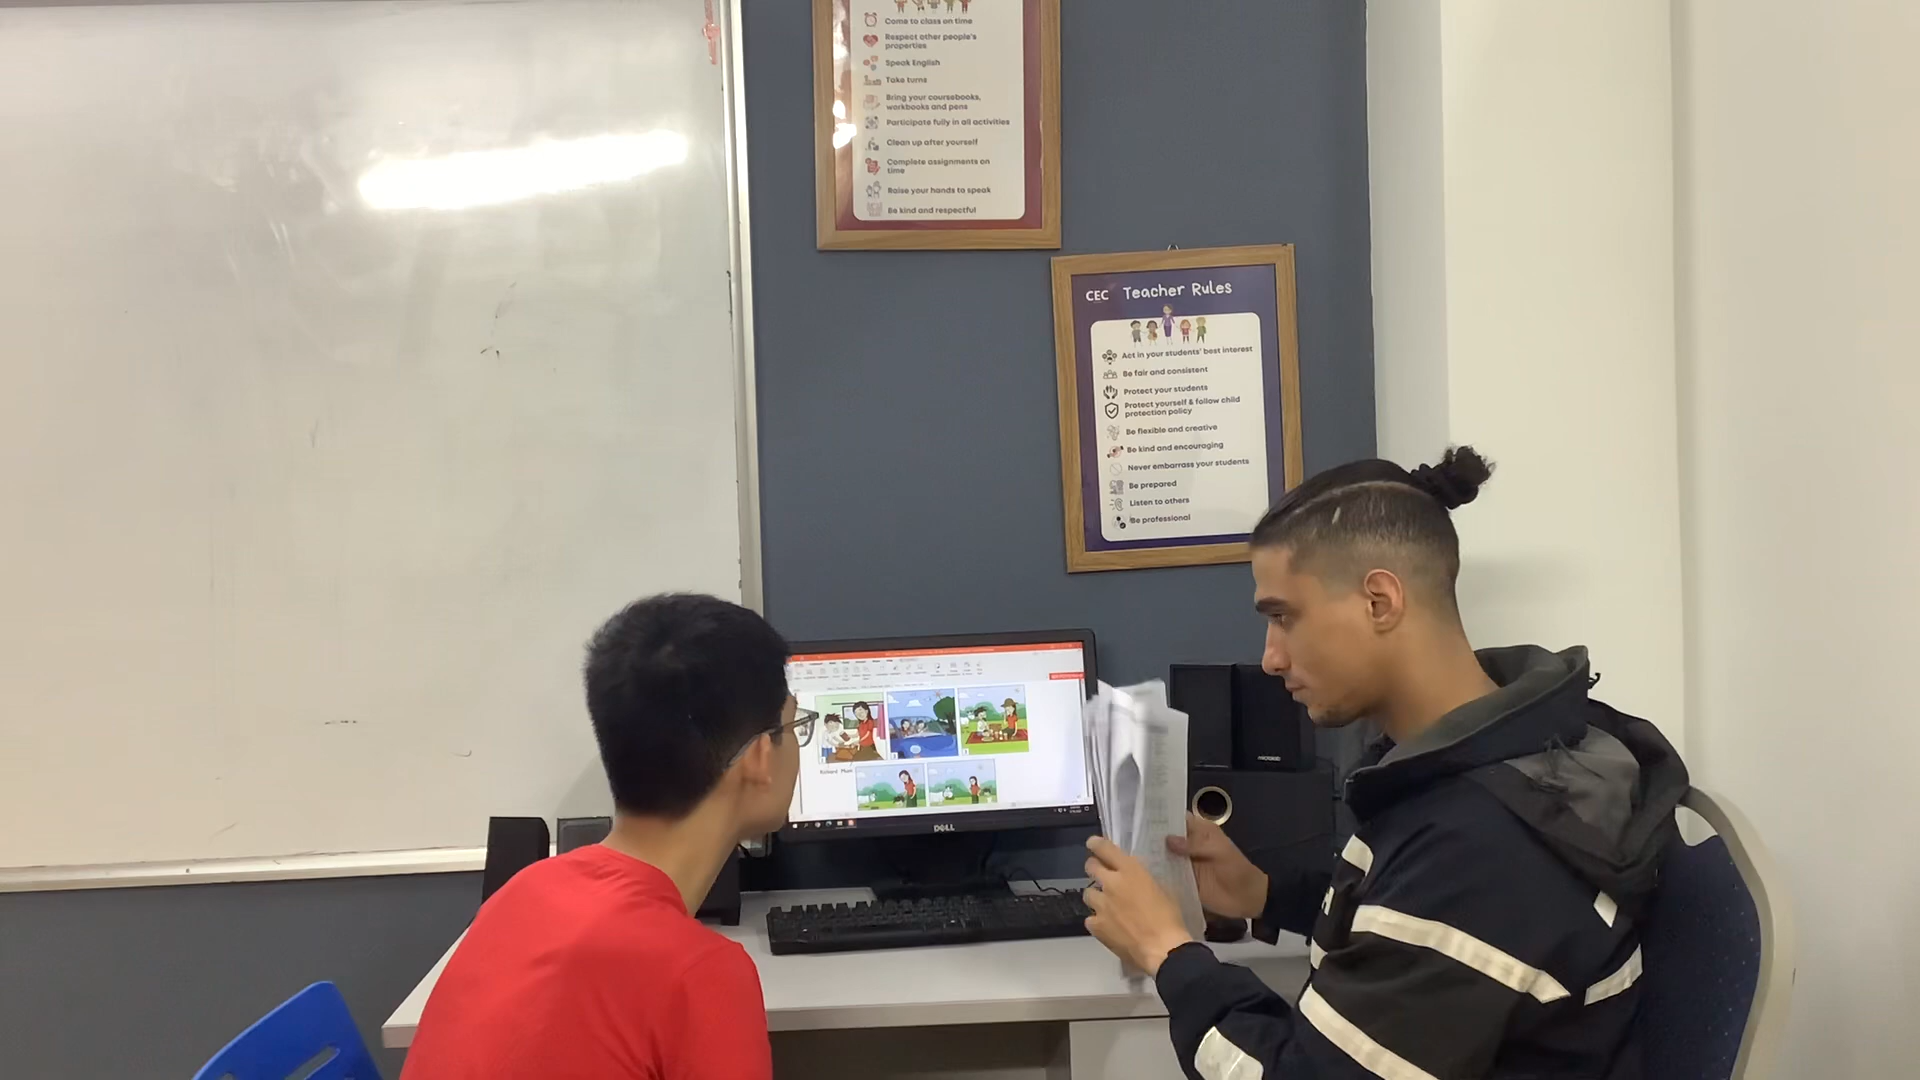 Come to class on time
Respect other people's
properties
Speak English
Take turns
Bring your coursebooks,
workbooks and pens
Participate fully in all activities
Clean up after yourself
Complete assignments on
time
Raise your hands to speak
Be kind and respectful
CEC Teacher Rules
Act in your students' best interest
Be fair and consistent
Protect your students
Protect yourself & follow child
protection policy
Be flexible and creative
Be kind and encouraging
Never embarrass your students
Be prepared
Listen to others
Be professional
DELL